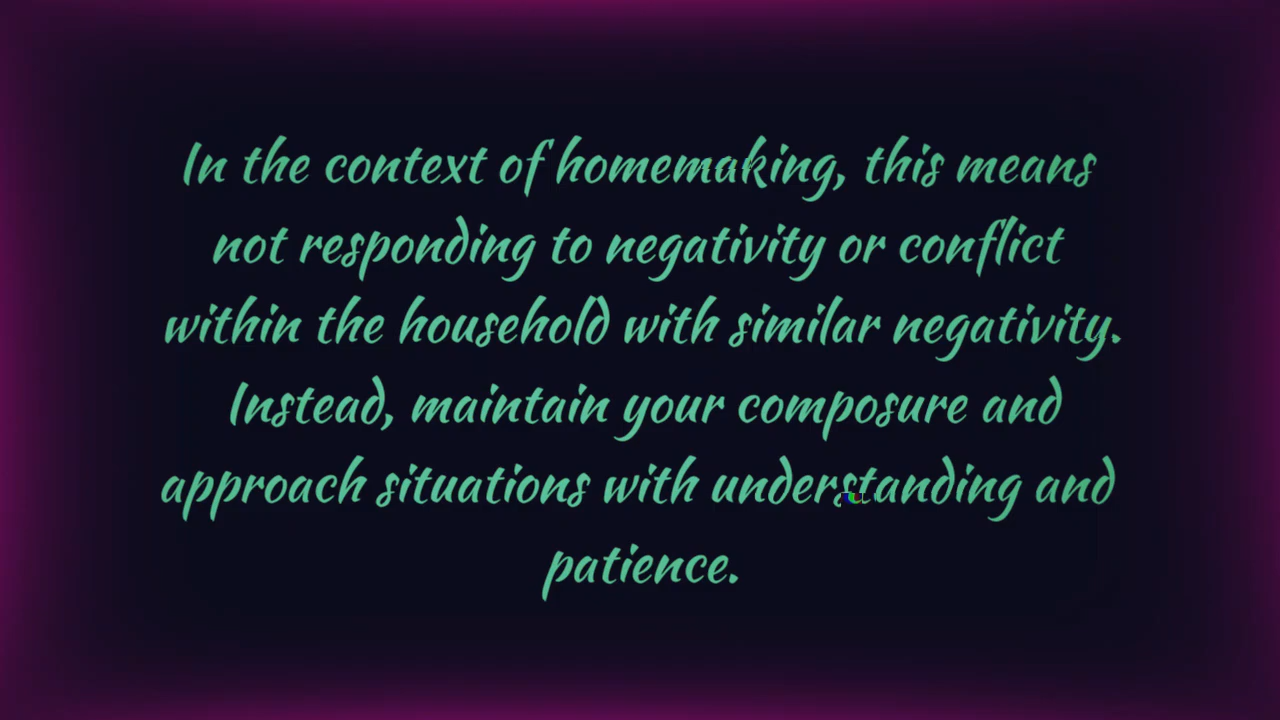 In the context of homemaking, this means
not responding to negativity or conflict
within the household with similar negativity.
Instead, maintain your composure and
approach situations with understanding and
patience.